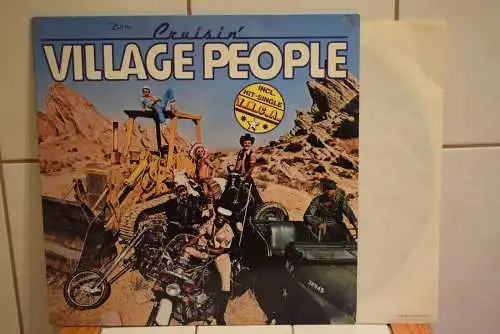 Cruisin'
VILLAGE PEOPLE
INCL.
HIT-SINGLE
Y.M.C.A.